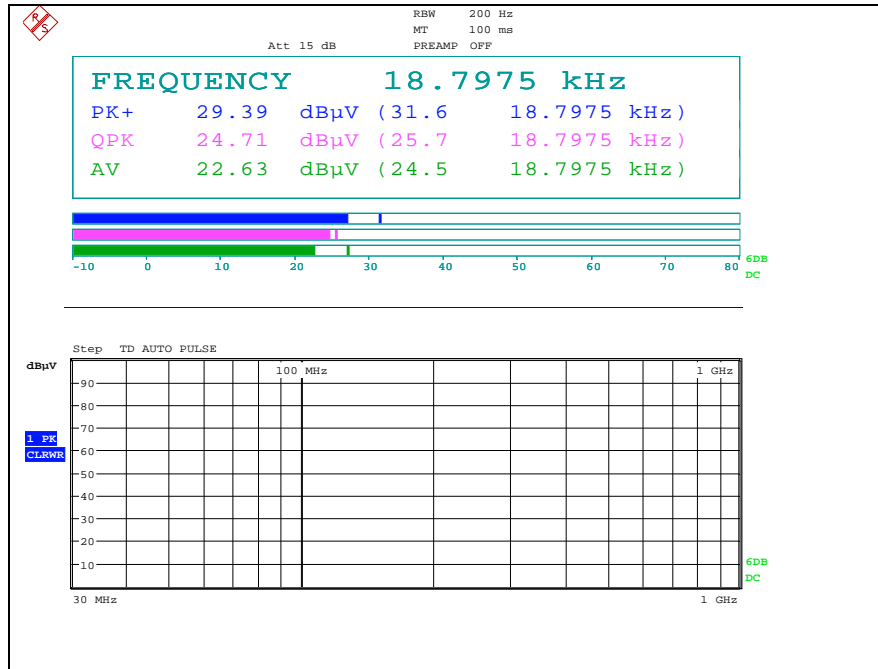 R
S
RBW 200 Hz
MT 100 ms
Att 15 dB PREAMP OFF
FREQUENCY 18.7975 kHz
PK+ 29.39 dBµV (31.6 18.7975 kHz)
QPK 24.71 dBµV (25.7 18.7975 kHz)
AV 22.63 dBµV (24.5 18.7975 kHz)
-10 0 10 20 30 40 50 60 70 80
6DB
DC
Step TD AUTO PULSE
dBµV
100 MHz 1 GHz
90
80
70
1 PK
CLRWR
60
50
40
30
20
10
6DB
DC
30 MHz 1 GHz